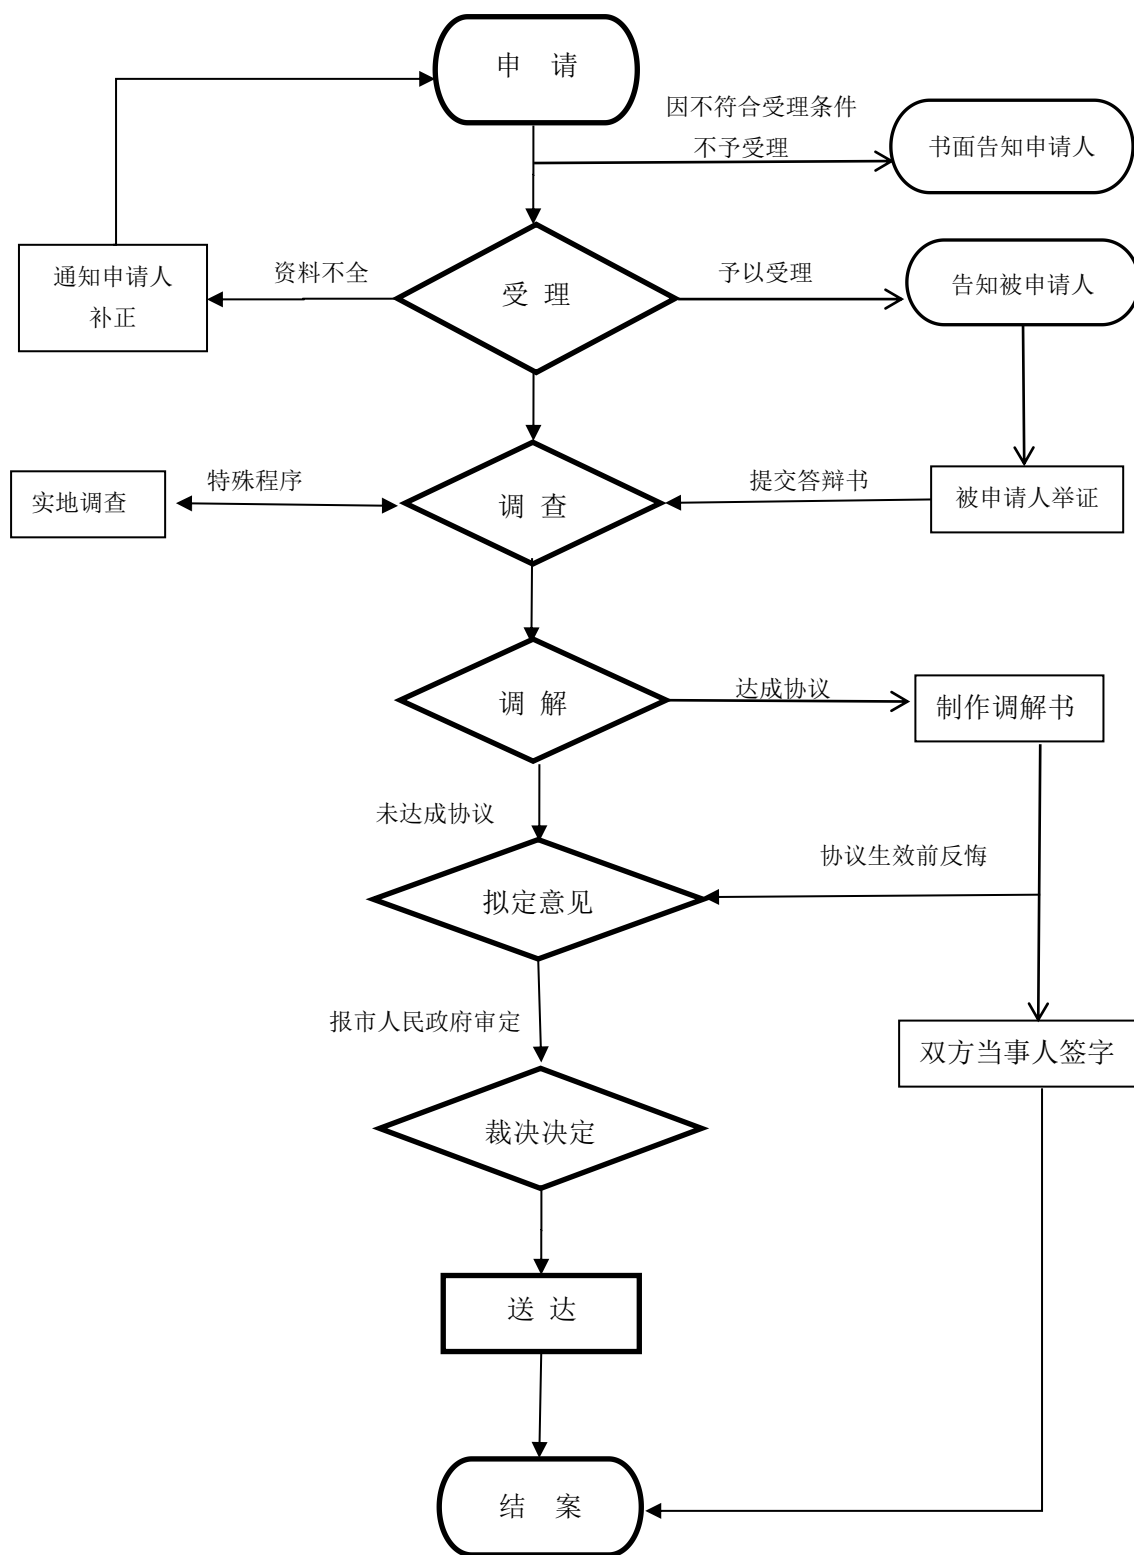 申 请
因不符合受理条件
不予受理
书面告知申请人
通知申请人
补正
资料不全
受 理
予以受理
告知被申请人
实地调查
特殊程序
调 查
提交答辩书
被申请人举证
调 解
达成协议
制作调解书
未达成协议
协议生效前反悔
拟定意见
报市人民政府审定
双方当事人签字
裁决决定
送 达
结 案